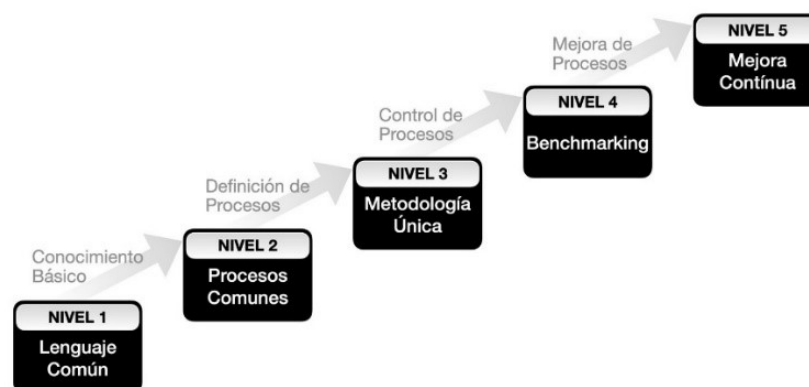 NIVEL 5
Mejora
Contínua
Mejora de
Procesos
NIVEL 4
Benchmarking
Control de
Procesos
NIVEL 3
Metodología
Única
Definición de
Procesos
NIVEL 2
Procesos
Comunes
Conocimiento
Básico
NIVEL 1
Lenguaje
Común